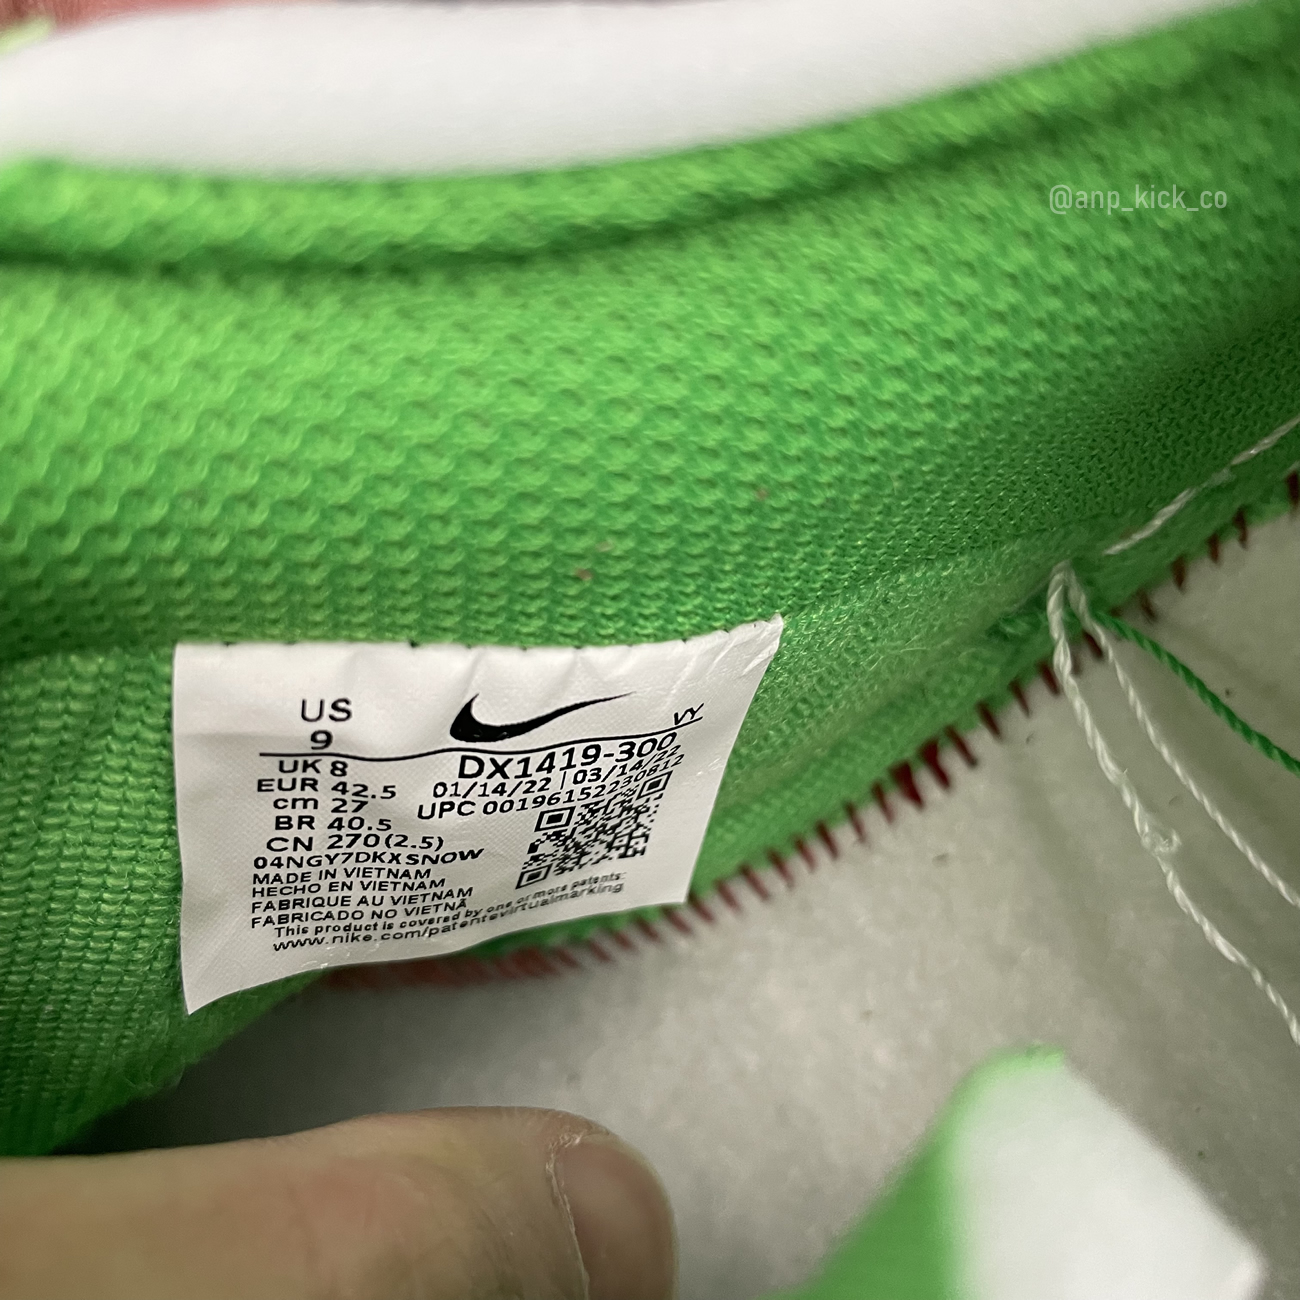 @anp_kick_co
US
9
VY
UK 8
DX1419-300
EUR 42.5
01/14/22 | 03/14/22
cm 27
UPC 00196152230812
BR 40.5
CN 270(2.5)
04NGY7DKXSNOW
MADE IN VIETNAM
HECHO EN VIETNAM
FABRIQUE AU VIETNAM
FABRICADO NO VIETNÃ
This product is covered by one or more patents:
www.nike.com/patentsvirtualmarking